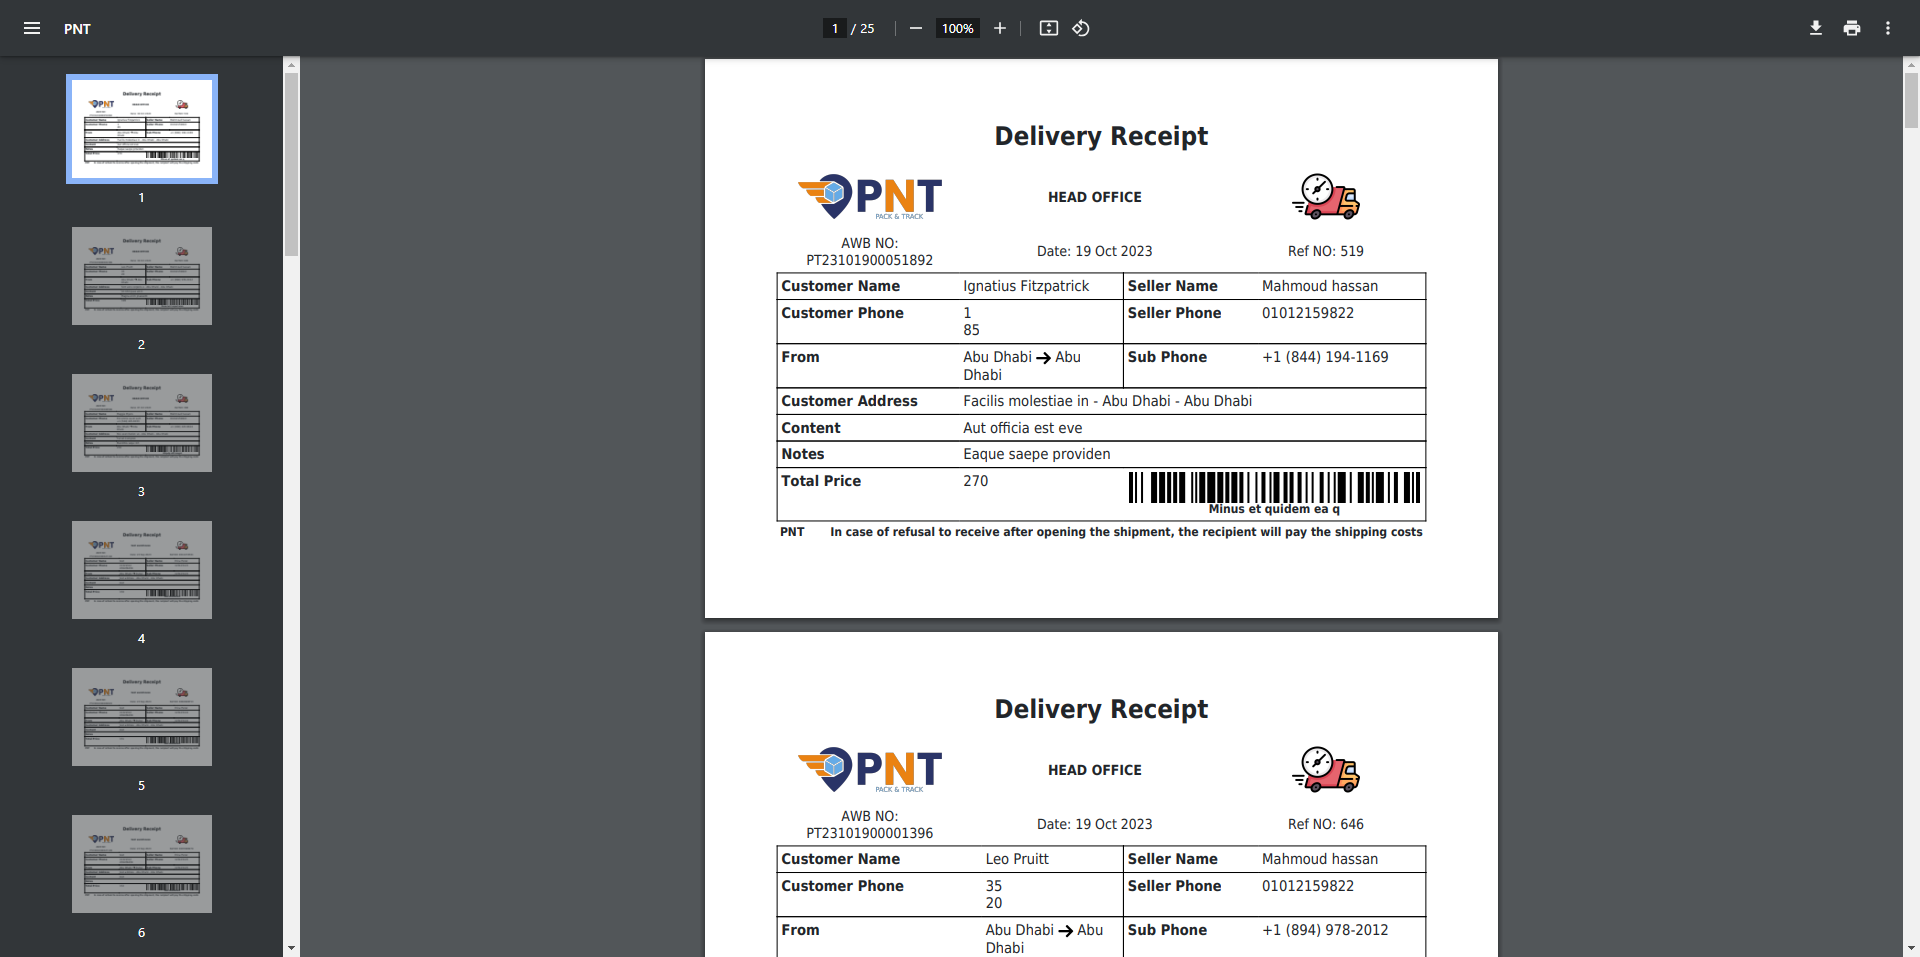 PNT
1 / 25
100%
1
2
3
4
5
6
Delivery Receipt
PNT
PACK & TRACK
HEAD OFFICE
AWB NO:
PT23101900051892
Date: 19 Oct 2023
Ref NO: 519
Customer Name Ignatius Fitzpatrick Seller Name Mahmoud hassan
Customer Phone 1 Seller Phone 01012159822
85
From Abu Dhabi → Abu Sub Phone +1 (844) 194-1169
Dhabi
Customer Address Facilis molestiae in - Abu Dhabi - Abu Dhabi
Content Aut officia est eve
Notes Eaque saepe providen
Total Price 270
Minus et quidem ea q
PNT In case of refusal to receive after opening the shipment, the recipient will pay the shipping costs
Delivery Receipt
PNT
PACK & TRACK
HEAD OFFICE
AWB NO:
PT23101900001396
Date: 19 Oct 2023
Ref NO: 646
Customer Name Leo Pruitt Seller Name Mahmoud hassan
Customer Phone 35 Seller Phone 01012159822
20
From Abu Dhabi → Abu Sub Phone +1 (894) 978-2012
Dhabi